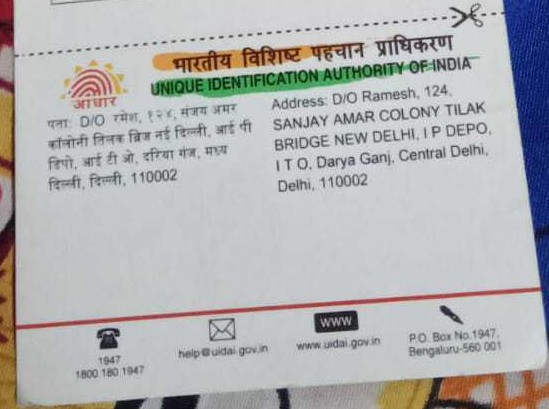 भारतीय विशिष्ट पहचान प्राधिकरण
UNIQUE IDENTIFICATION AUTHORITY OF INDIA
आधार
पता: D/O रमेश, १२४, संजय अमर
कॉलोनी तिलक ब्रिज नई दिल्ली, आई पी
डिपो, आई टी ओ, दरिया गंज, मध्य
दिल्ली, दिल्ली, 110002
Address: D/O Ramesh, 124,
SANJAY AMAR COLONY TILAK
BRIDGE NEW DELHI, I P DEPO,
I T O, Darya Ganj, Central Delhi,
Delhi, 110002
1947
1800 180 1947
help@uidai.gov.in
WWW
www.uidai.gov.in
P.O. Box No.1947,
Bengaluru-560 001